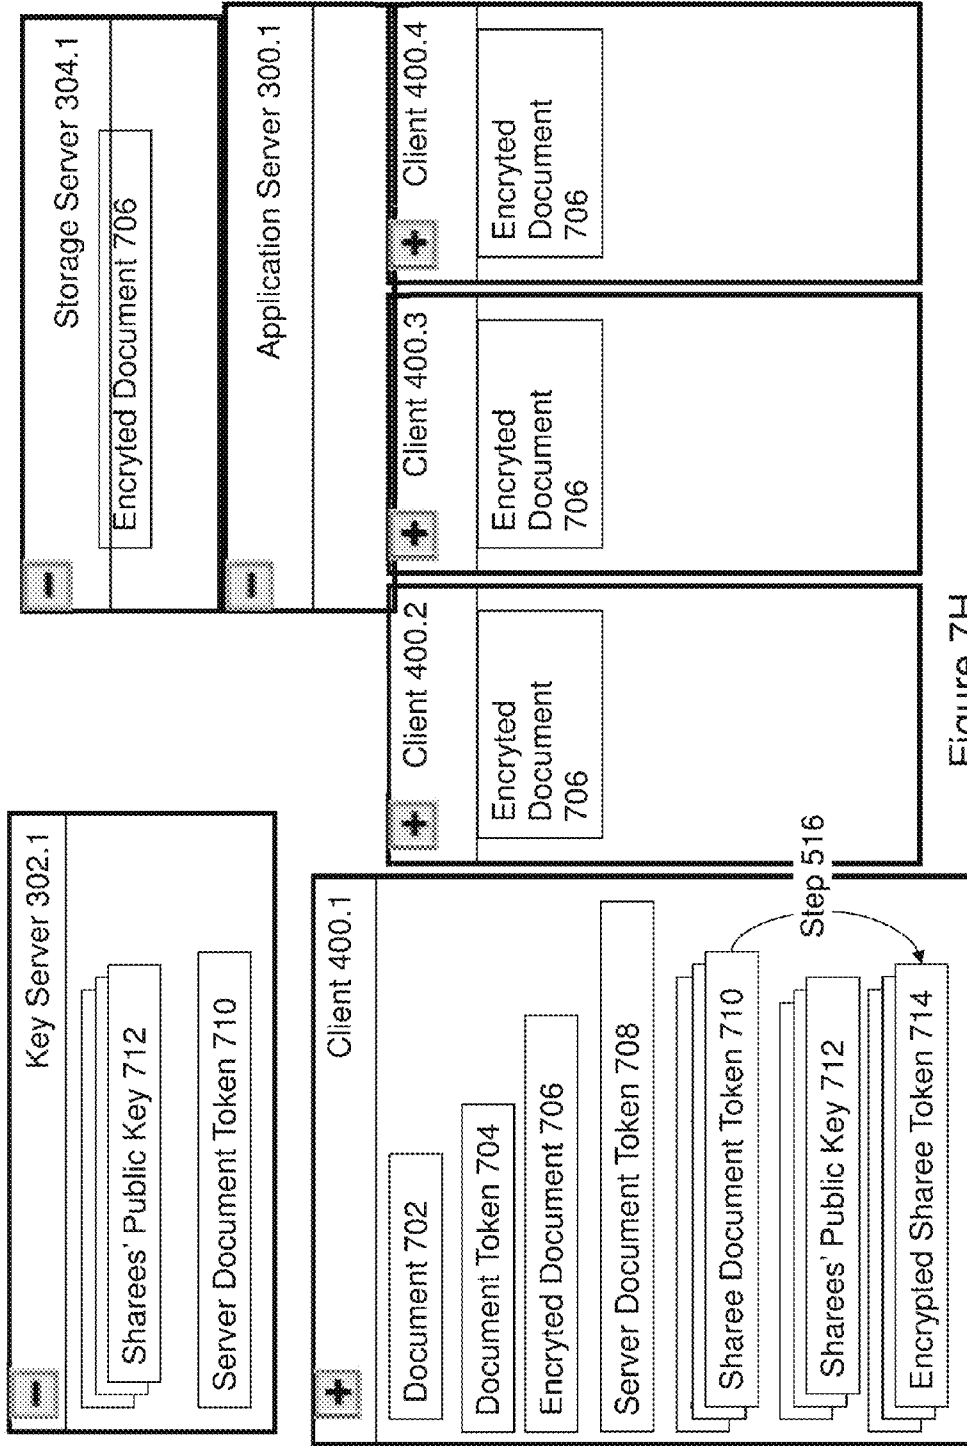 Key Server 302.1
Sharees' Public Key 712
Server Document Token 710
Storage Server 304.1
Encryted Document 706
Application Server 300.1
Client 400.1
Document 702
Document Token 704
Encryted Document 706
Server Document Token 708
Sharee Document Token 710
Step 516
Sharees' Public Key 712
Encrypted Sharee Token 714
Client 400.2
Encryted
Document
706
Client 400.3
Encryted
Document
706
Client 400.4
Encryted
Document
706
Figure 7H